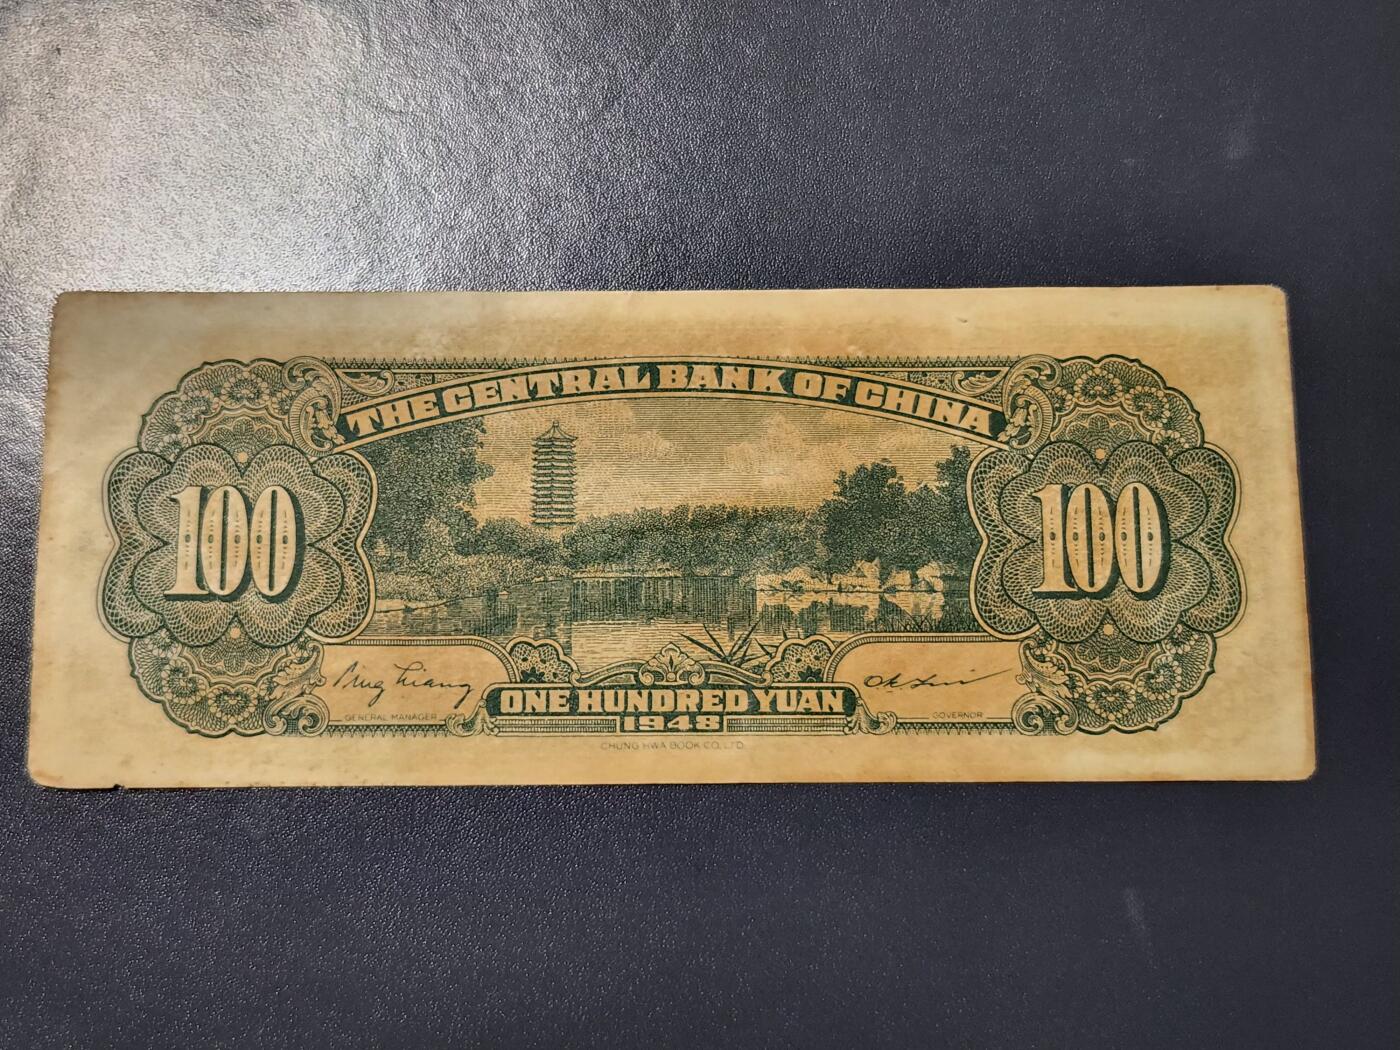 THE CENTRAL BANK OF CHINA
100
100
GENERAL MANAGER
ONE HUNDRED YUAN
1948
GOVERNOR
CHUNG HWA BOOK CO. LTD.